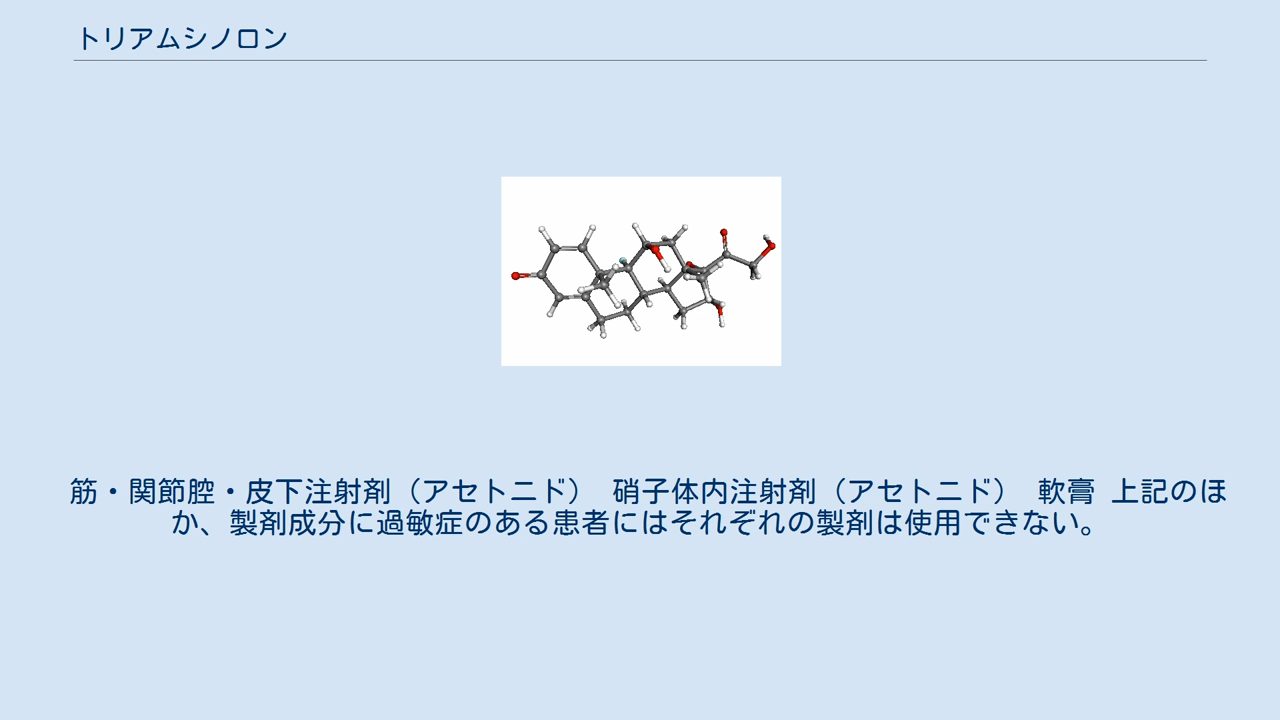 トリアムシノロン
筋・関節腔・皮下注射剤（アセトニド） 硝子体内注射剤（アセトニド） 軟膏 上記のほ
か、製剤成分に過敏症のある患者にはそれぞれの製剤は使用できない。